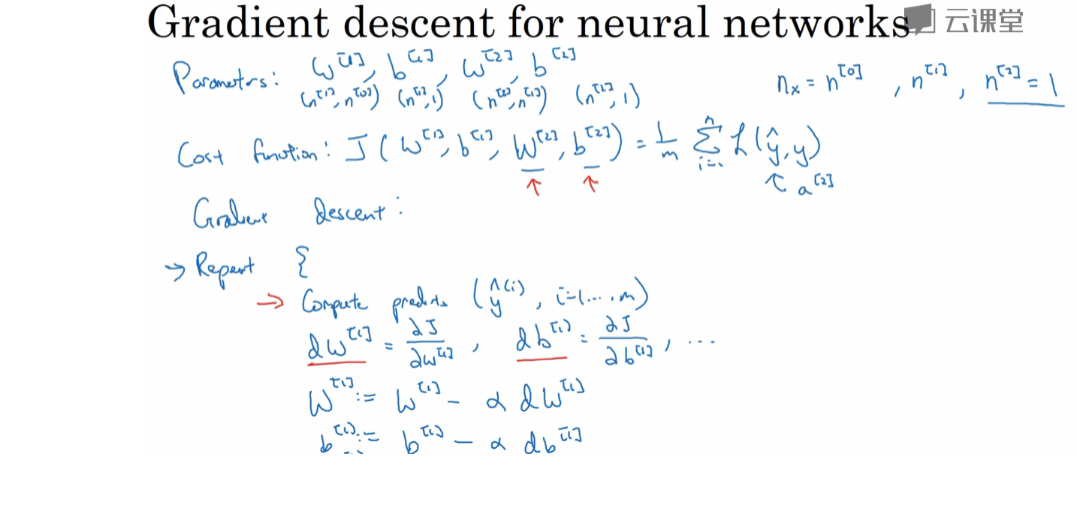 Gradient descent for neural networks 云课堂
Parameters: W^[1], b^[1], W^[2], b^[2] n_x = n^[0], n^[1], n^[2] = 1
(n^[1], n^[0]) (n^[1], 1) (n^[2], n^[1]) (n^[2], 1)
Cost function: J(W^[1], b^[1], W^[2], b^[2]) = 1/m Σ_{i=1}^n L(ŷ, y)
↑ ↑ ↖ a^[2]
Gradient descent:
→ Repeat {
→ Compute predicts (ŷ^(i), i=1...,m)
dw^[1] = ∂J/∂w^[1], db^[1] = ∂J/∂b^[1], ...
W^[1] := W^[1] - α dW^[1]
b^[1] := b^[1] - α db^[1]